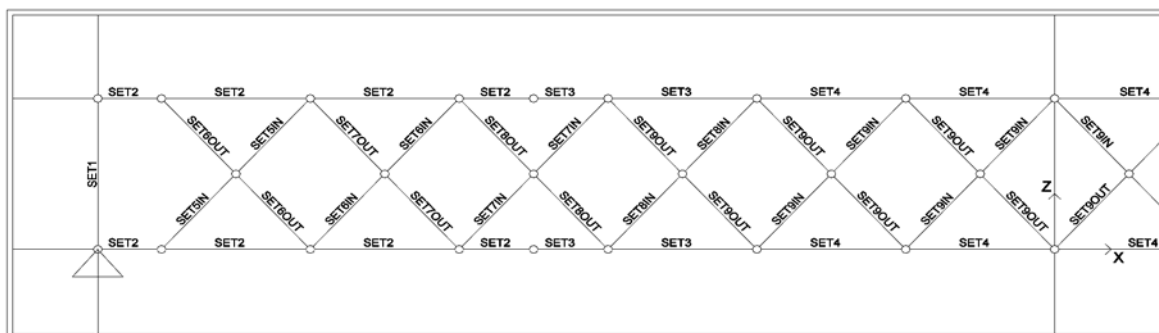 SET2 SET2 SET2 SET2 SET3 SET3 SET4 SET4 SET4
SET6OUT SET5IN SET7OUT SET6IN SET8OUT SET7IN SET9OUT SET8IN SET9OUT SET9IN SET9OUT SET9IN SET9IN
SET1
Z
SET5IN SET6OUT SET6IN SET7OUT SET7IN SET8OUT SET8IN SET9OUT SET9IN SET9OUT SET9IN SET9OUT SET9OUT
SET2 SET2 SET2 SET2 SET3 SET3 SET4 SET4 SET4
X